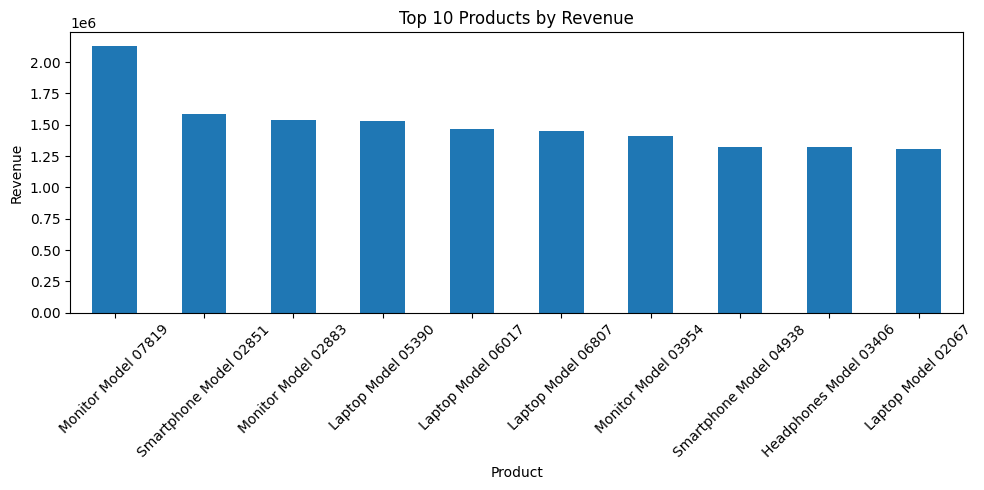 Top 10 Products by Revenue
1e6
2.00
1.75
1.50
1.25
1.00
0.75
0.50
0.25
0.00
Revenue
Monitor Model 07819
Smartphone Model 02851
Monitor Model 02883
Laptop Model 05390
Laptop Model 06017
Laptop Model 06807
Monitor Model 03954
Smartphone Model 04938
Headphones Model 03406
Laptop Model 02067
Product